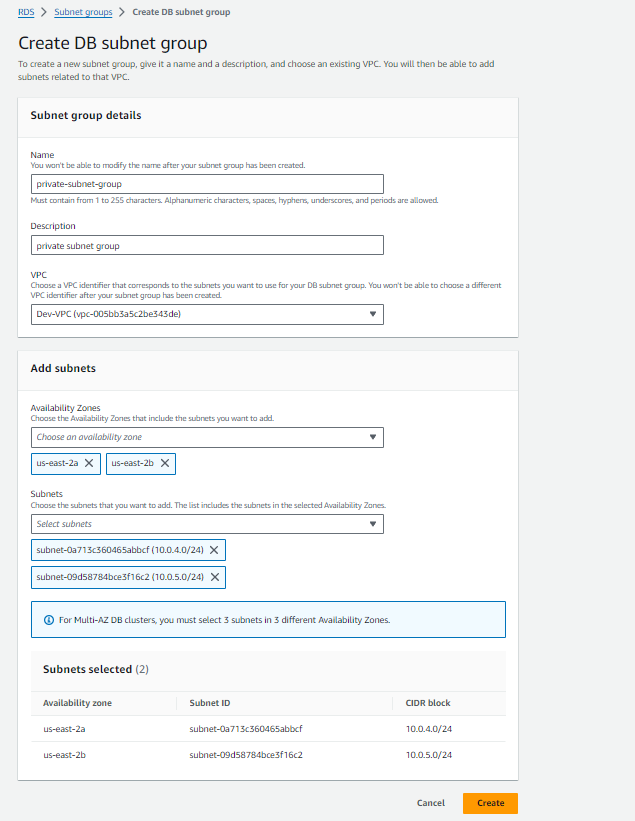 RDS > Subnet groups > Create DB subnet group
Create DB subnet group
To create a new subnet group, give it a name and a description, and choose an existing VPC. You will then be able to add
subnets related to that VPC.
Subnet group details
Name
You won't be able to modify the name after your subnet group has been created.
private-subnet-group
Must contain from 1 to 255 characters. Alphanumeric characters, spaces, hyphens, underscores, and periods are allowed.
Description
private subnet group
VPC
Choose a VPC identifier that corresponds to the subnets you want to use for your DB subnet group. You won't be able to choose a different
VPC identifier after your subnet group has been created.
Dev-VPC (vpc-005bb3a5c2be343de)
Add subnets
Availability Zones
Choose the Availability Zones that include the subnets you want to add.
Choose an availability zone
us-east-2a us-east-2b
Subnets
Choose the subnets that you want to add. The list includes the subnets in the selected Availability Zones.
Select subnets
subnet-0a713c360465abbcf (10.0.4.0/24)
subnet-09d58784bce3f16c2 (10.0.5.0/24)
For Multi-AZ DB clusters, you must select 3 subnets in 3 different Availability Zones.
Subnets selected (2)
Availability zone Subnet ID CIDR block
us-east-2a subnet-0a713c360465abbcf 10.0.4.0/24
us-east-2b subnet-09d58784bce3f16c2 10.0.5.0/24
Cancel Create